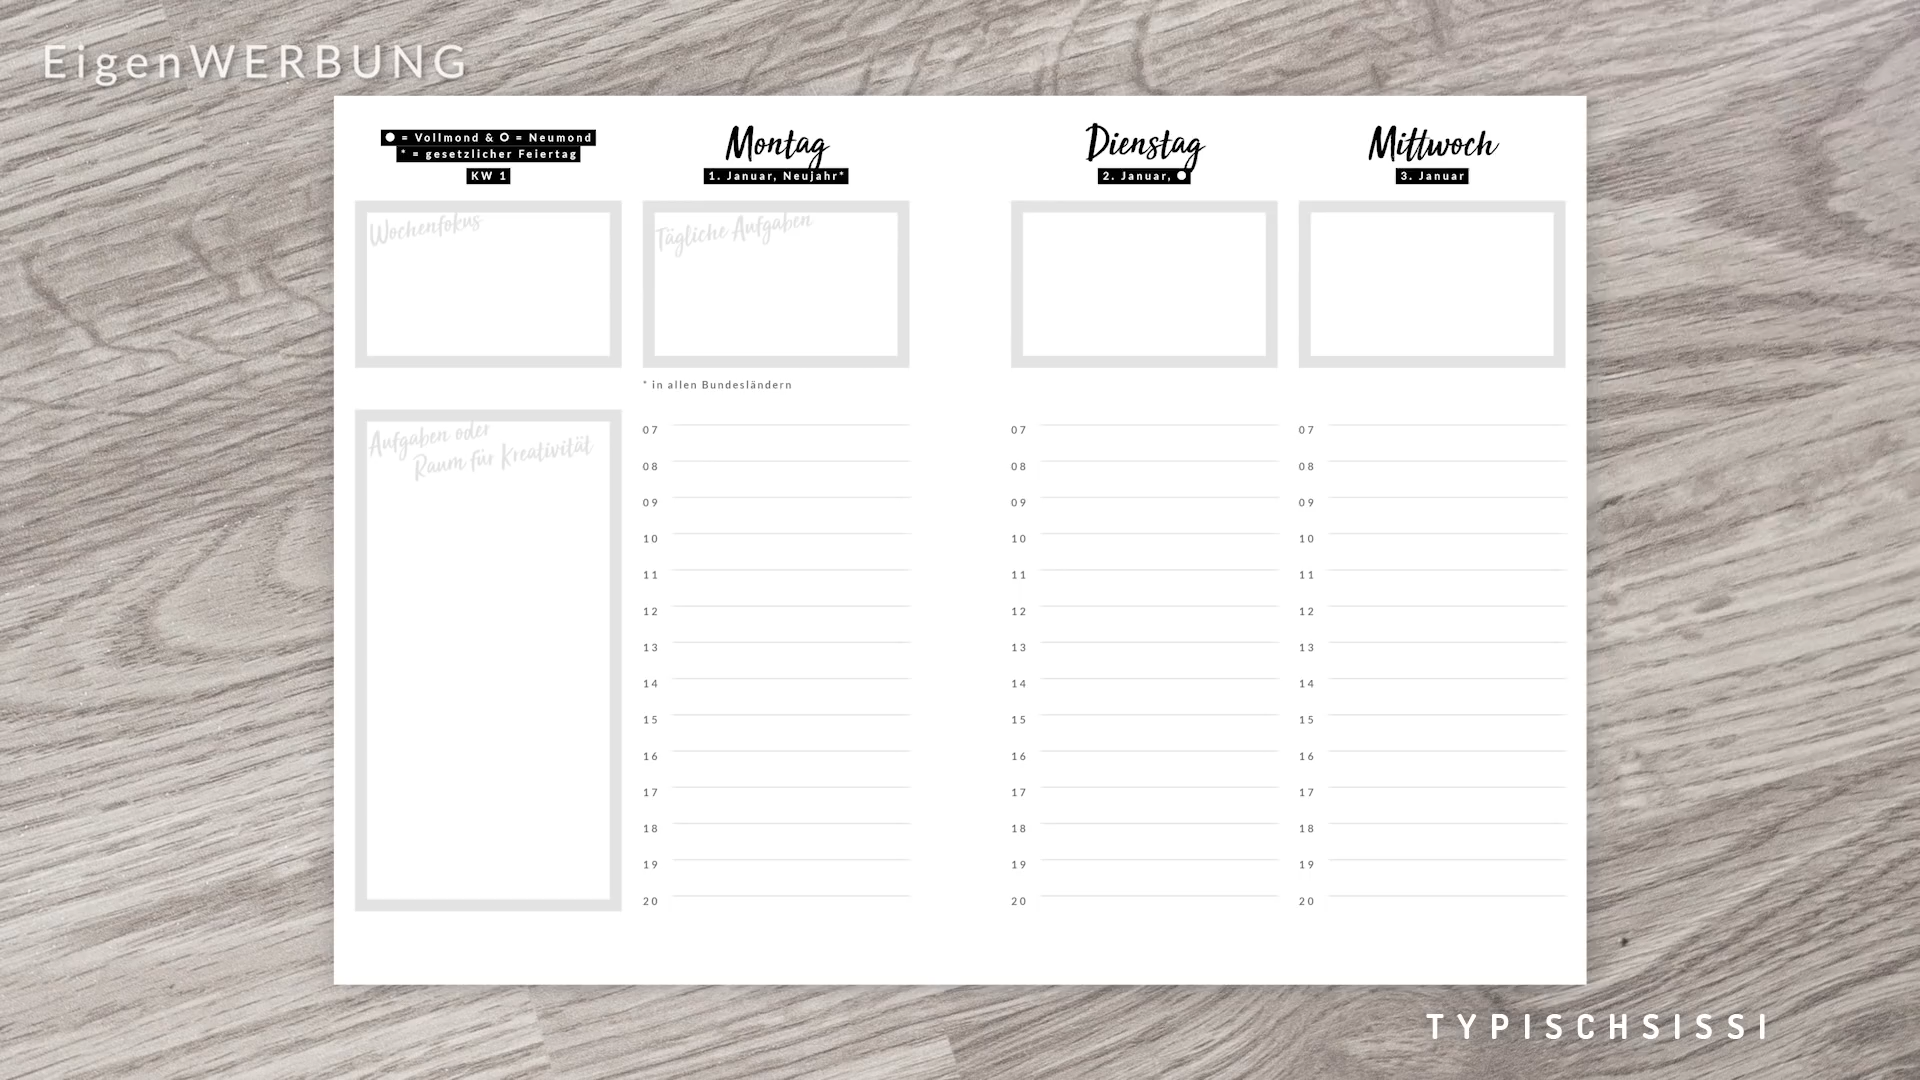 EigenWERBUNG
● = Vollmond & O = Neumond
* = gesetzlicher Feiertag
KW 1
Montag
1. Januar, Neujahr*
Dienstag
2. Januar, ●
Mittwoch
3. Januar
Wochenfokus
Tägliche Aufgaben
* in allen Bundesländern
Aufgaben oder
Raum für Kreativität
07
08
09
10
11
12
13
14
15
16
17
18
19
20
07
08
09
10
11
12
13
14
15
16
17
18
19
20
07
08
09
10
11
12
13
14
15
16
17
18
19
20
TYPISCHSISSI